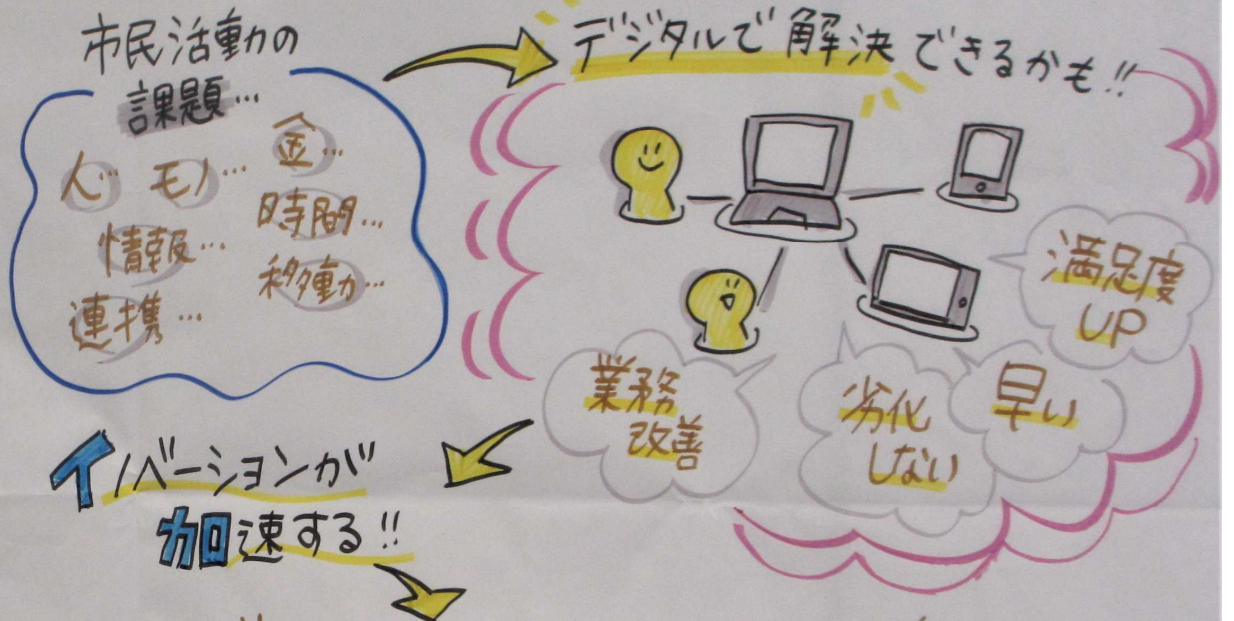 市民活動の
課題…
人… モノ… 金…
時間…
情報…
移動…
連携…
デジタルで解決できるかも!!
満足度
UP
業務
改善
劣化
しない
早い
イノベーションが
加速する!!